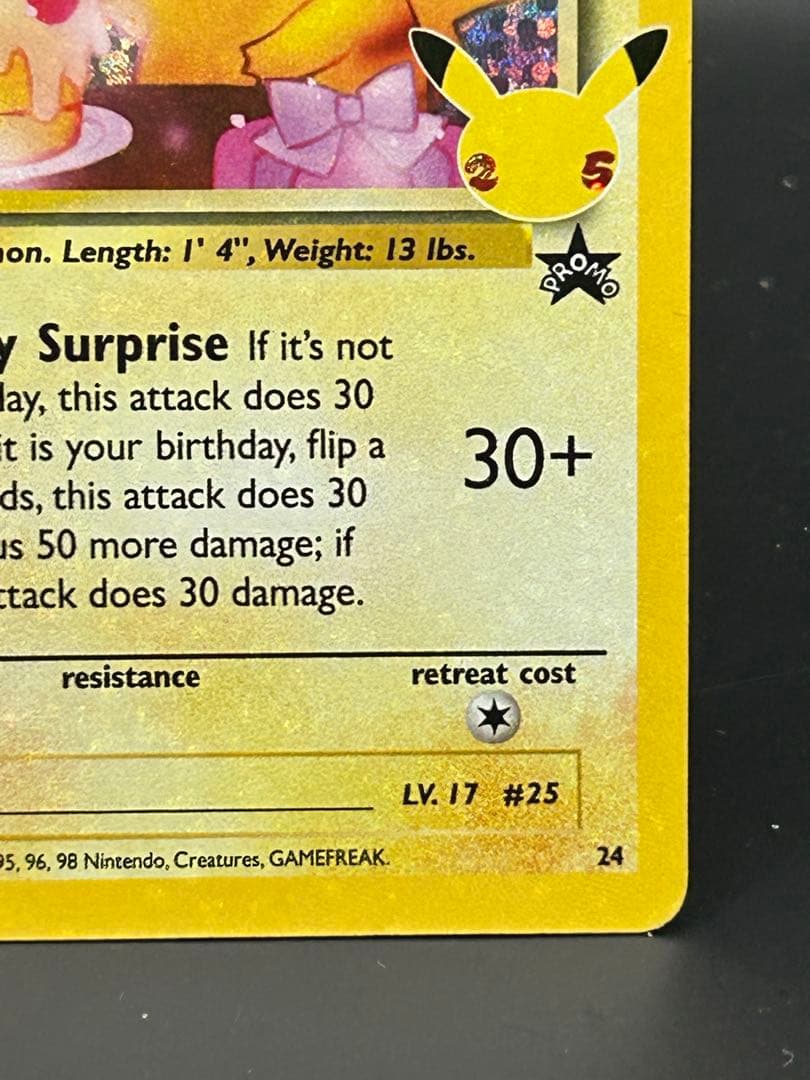 2 5
on. Length: 1' 4", Weight: 13 lbs.
PROMO
y Surprise If it's not
lay, this attack does 30
30+
it is your birthday, flip a
ds, this attack does 30
us 50 more damage; if
ttack does 30 damage.
resistance
retreat cost
LV. 17 #25
95, 96, 98 Nintendo, Creatures, GAMEFREAK.
24